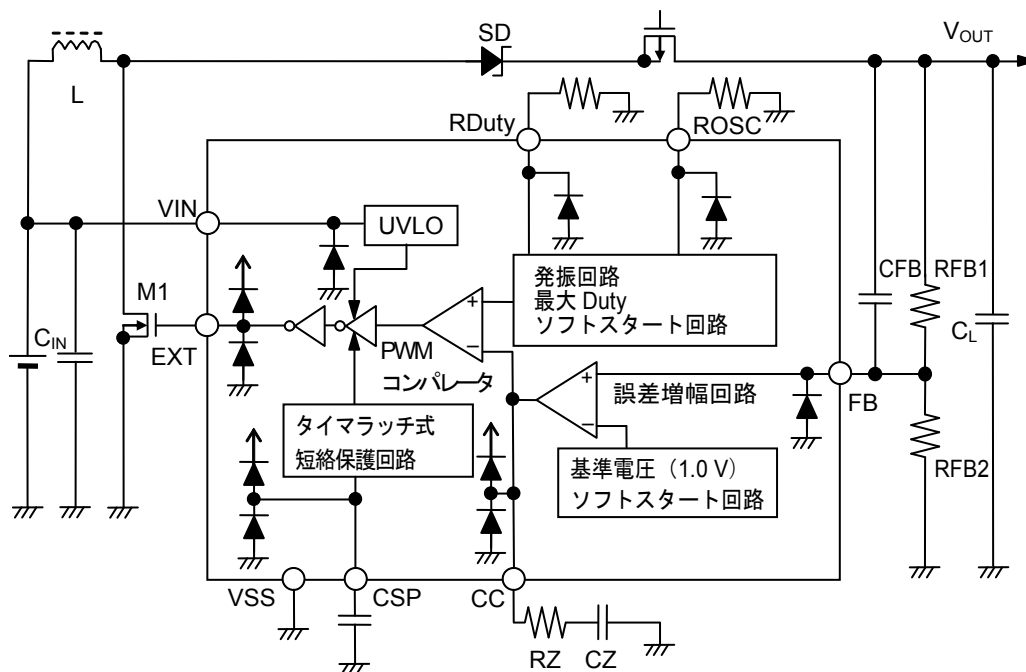 SD
V_OUT
L
RDuty
ROSC
VIN
UVLO
発振回路
最大 Duty
ソフトスタート回路
CFB
RFB1
M1
C_IN
EXT
+
−
PWM
コンパレータ
C_L
+
−
誤差増幅回路
FB
タイマラッチ式
短絡保護回路
基準電圧（1.0 V）
ソフトスタート回路
RFB2
VSS
CSP
CC
RZ
CZ